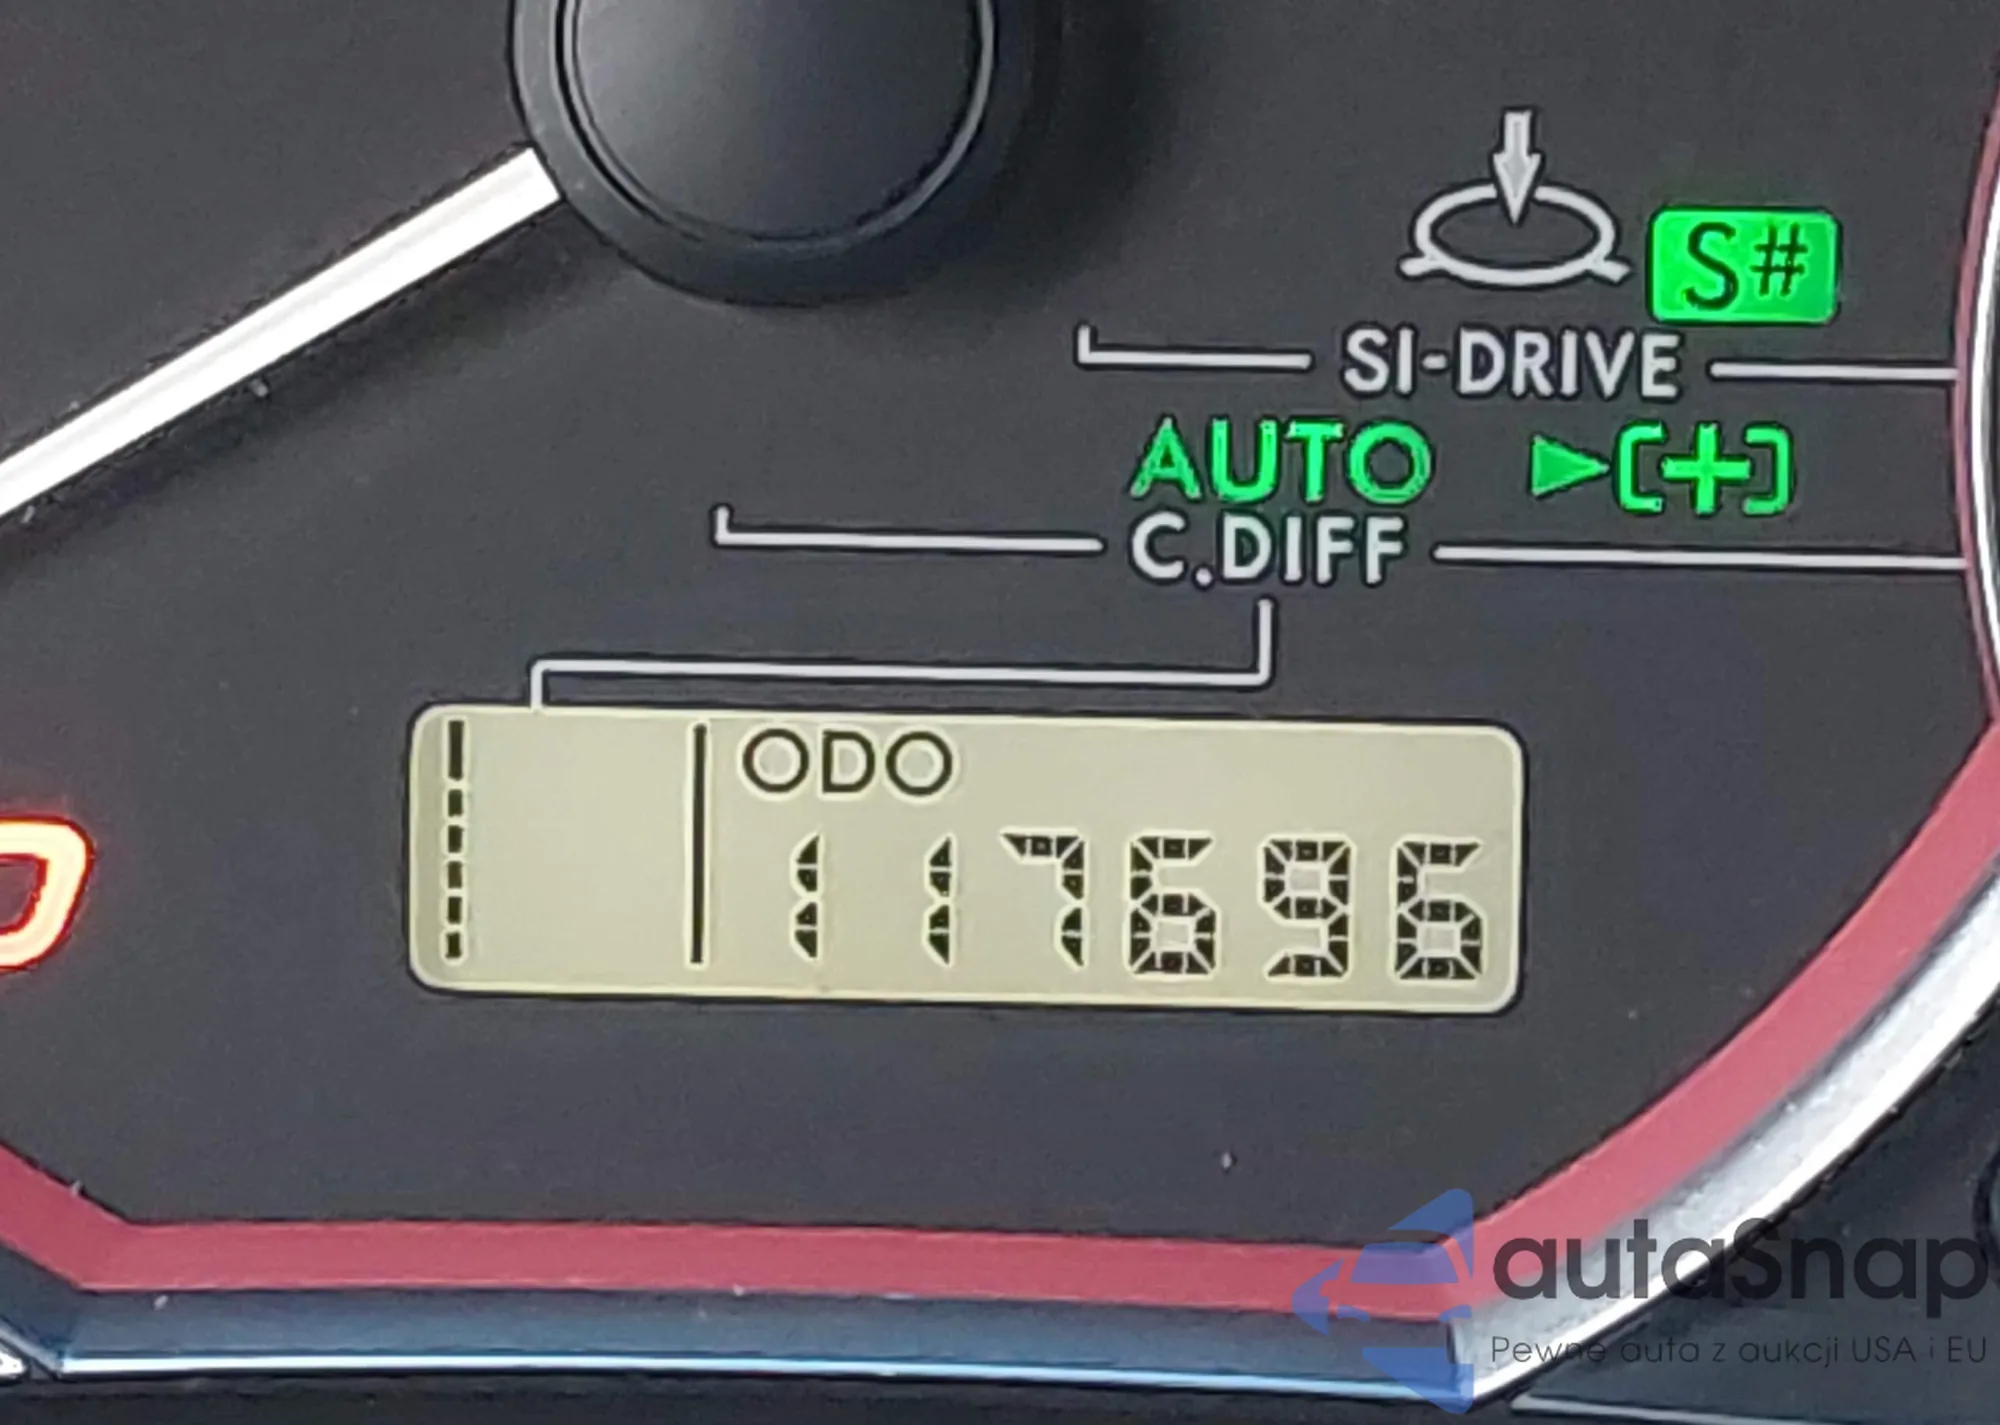 S#
SI-DRIVE
AUTO ►[+]
C.DIFF
ODO
117696
autaSnap
Pewne auta z aukcji USA i EU